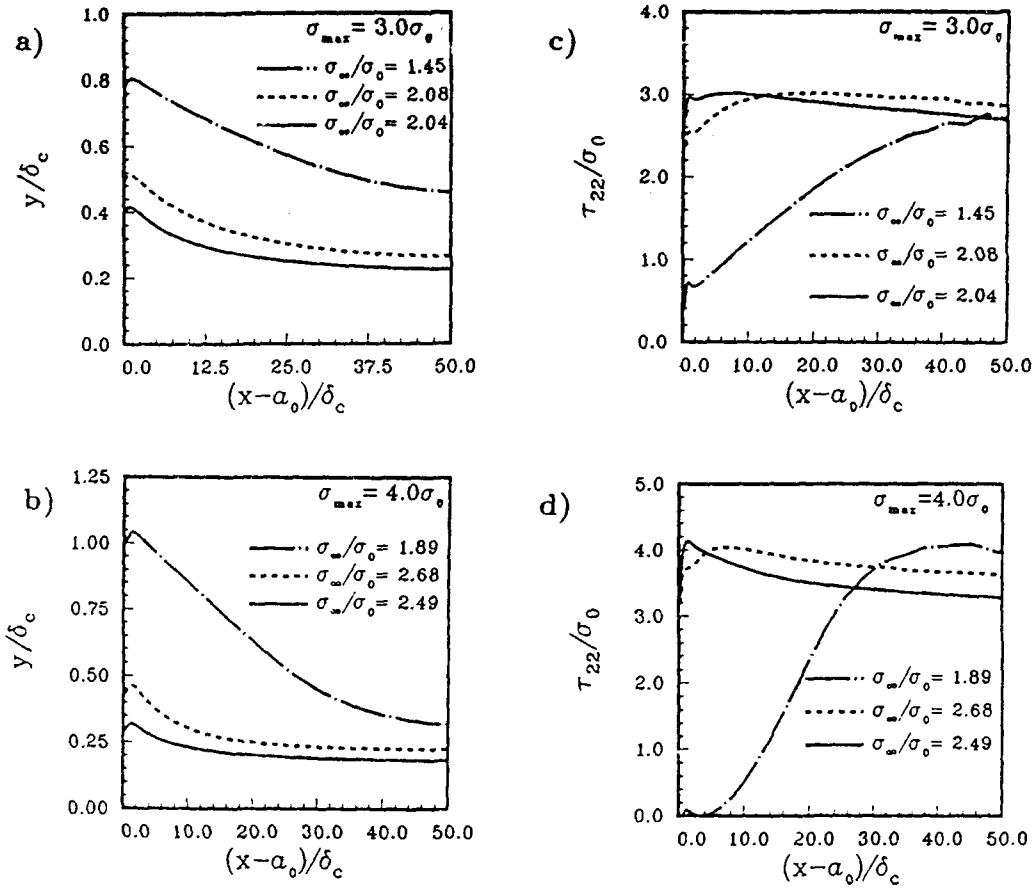 a)
σmax = 3.0σ0
σ∞/σ0 = 1.45
σ∞/σ0 = 2.08
σ∞/σ0 = 2.04
y/δc
1.0
0.8
0.6
0.4
0.2
0.0
0.0 12.5 25.0 37.5 50.0
(x-a0)/δc
c)
σmax = 3.0σ0
τ22/σ0
4.0
3.0
2.0
1.0
0.0
σ∞/σ0 = 1.45
σ∞/σ0 = 2.08
σ∞/σ0 = 2.04
0.0 10.0 20.0 30.0 40.0 50.0
(x-a0)/δc
b)
σmax = 4.0σ0
σ∞/σ0 = 1.89
σ∞/σ0 = 2.68
σ∞/σ0 = 2.49
y/δc
1.25
1.00
0.75
0.50
0.25
0.00
0.0 10.0 20.0 30.0 40.0 50.0
(x-a0)/δc
d)
σmax = 4.0σ0
τ22/σ0
5.0
4.0
3.0
2.0
1.0
0.0
σ∞/σ0 = 1.89
σ∞/σ0 = 2.68
σ∞/σ0 = 2.49
0.0 10.0 20.0 30.0 40.0 50.0
(x-a0)/δc